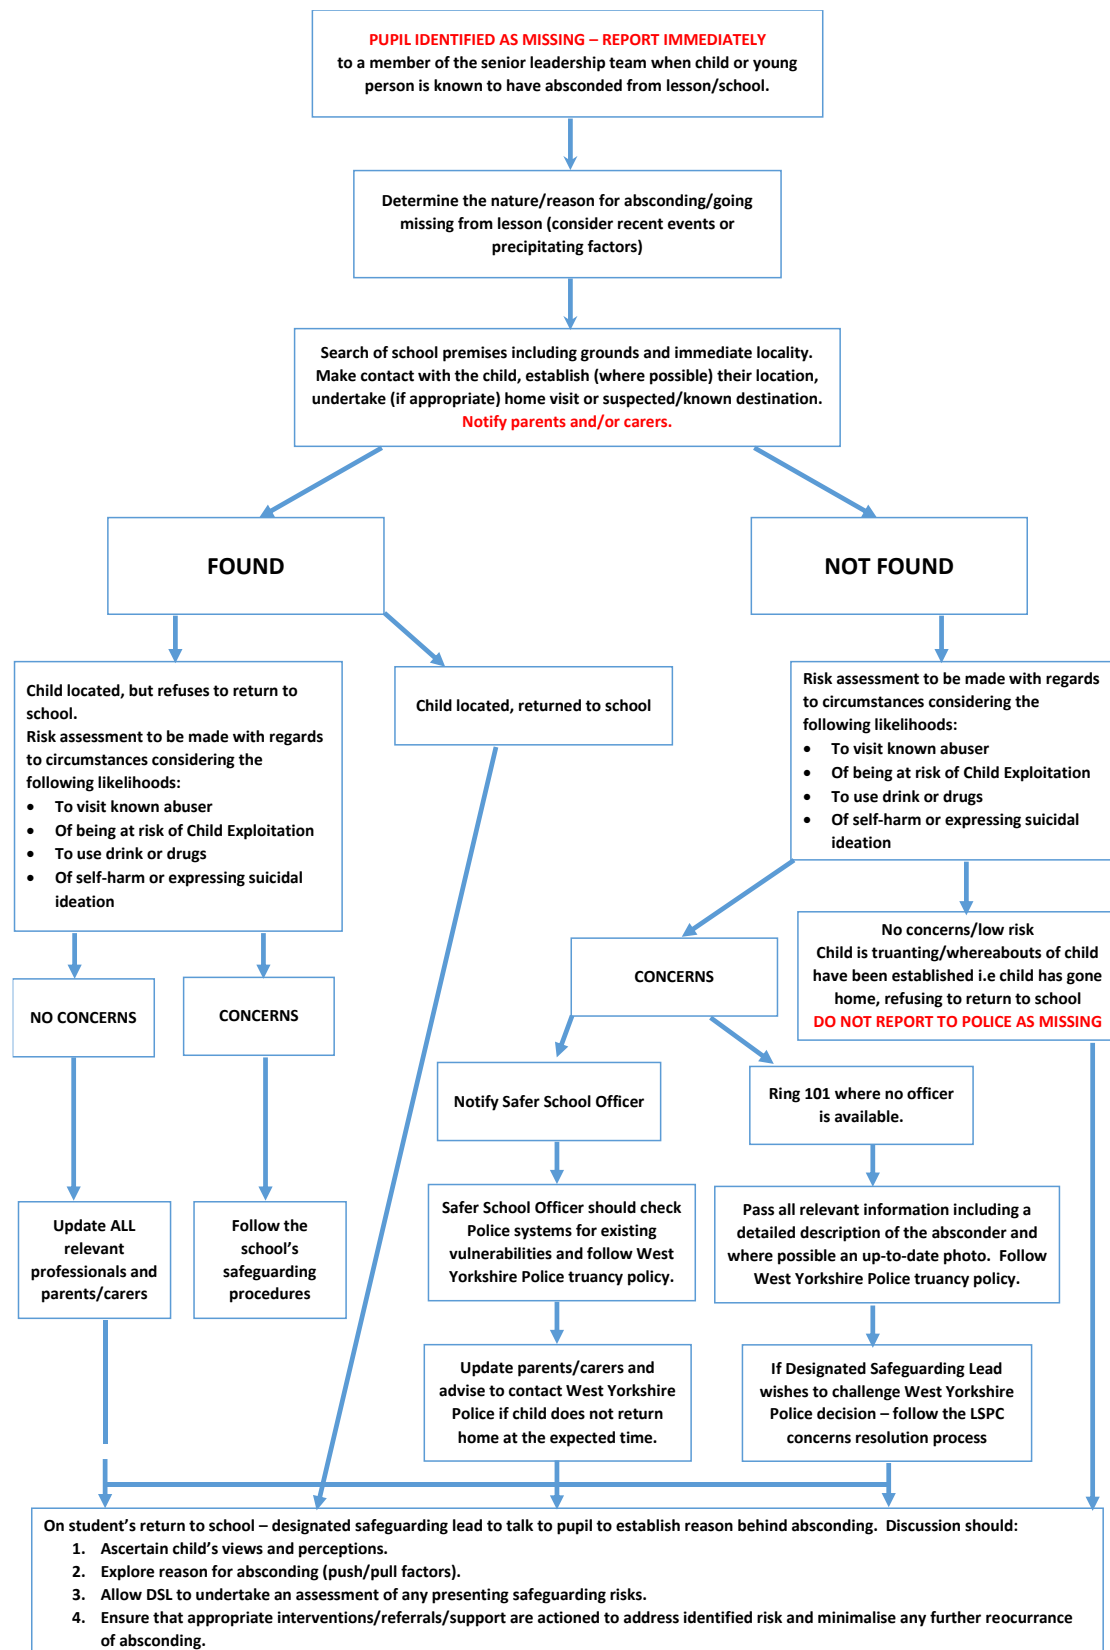 PUPIL IDENTIFIED AS MISSING – REPORT IMMEDIATELY
to a member of the senior leadership team when child or young
person is known to have absconded from lesson/school.
Determine the nature/reason for absconding/going
missing from lesson (consider recent events or
precipitating factors)
Search of school premises including grounds and immediate locality.
Make contact with the child, establish (where possible) their location,
undertake (if appropriate) home visit or suspected/known destination.
Notify parents and/or carers.
FOUND
NOT FOUND
Child located, but refuses to return to
school.
Risk assessment to be made with regards
to circumstances considering the
following likelihoods:
• To visit known abuser
• Of being at risk of Child Exploitation
• To use drink or drugs
• Of self-harm or expressing suicidal
ideation
Child located, returned to school
Risk assessment to be made with regards
to circumstances considering the
following likelihoods:
• To visit known abuser
• Of being at risk of Child Exploitation
• To use drink or drugs
• Of self-harm or expressing suicidal
ideation
NO CONCERNS
CONCERNS
CONCERNS
No concerns/low risk
Child is truanting/whereabouts of child
have been established i.e child has gone
home, refusing to return to school
DO NOT REPORT TO POLICE AS MISSING
Notify Safer School Officer
Ring 101 where no officer
is available.
Update ALL
relevant
professionals and
parents/carers
Follow the
school's
safeguarding
procedures
Safer School Officer should check
Police systems for existing
vulnerabilities and follow West
Yorkshire Police truancy policy.
Pass all relevant information including a
detailed description of the absconder and
where possible an up-to-date photo.  Follow
West Yorkshire Police truancy policy.
Update parents/carers and
advise to contact West Yorkshire
Police if child does not return
home at the expected time.
If Designated Safeguarding Lead
wishes to challenge West Yorkshire
Police decision – follow the LSPC
concerns resolution process
On student's return to school – designated safeguarding lead to talk to pupil to establish reason behind absconding.  Discussion should:
1. Ascertain child's views and perceptions.
2. Explore reason for absconding (push/pull factors).
3. Allow DSL to undertake an assessment of any presenting safeguarding risks.
4. Ensure that appropriate interventions/referrals/support are actioned to address identified risk and minimalise any further reocurrance
of absconding.